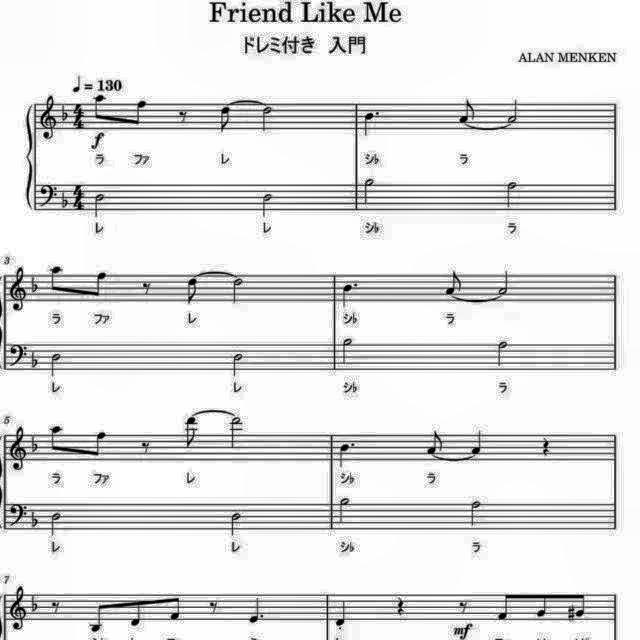 Friend Like Me
ドレミ付き 入門
ALAN MENKEN
♩ = 130
f
ラ ファ レ シ♭ ラ
レ レ シ♭ ラ
3
ラ ファ レ シ♭ ラ
レ レ シ♭ ラ
5
ラ ファ レ シ♭ ラ
レ レ シ♭ ラ
7
mf